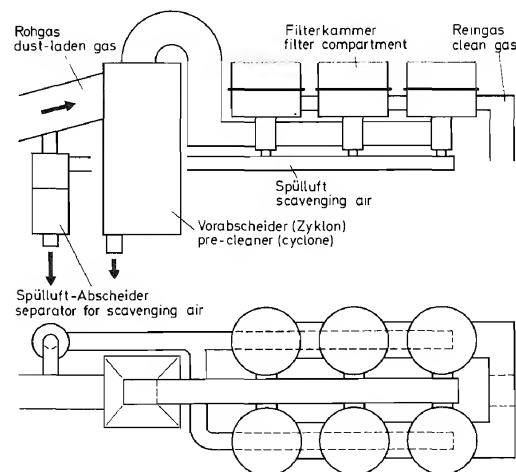 Rohgas
dust-laden gas
Filterkammer
filter compartment
Reingas
clean gas
Spülluft
scavenging air
Vorabscheider (Zyklon)
pre-cleaner (cyclone)
Spülluft-Abscheider
separator for scavenging air